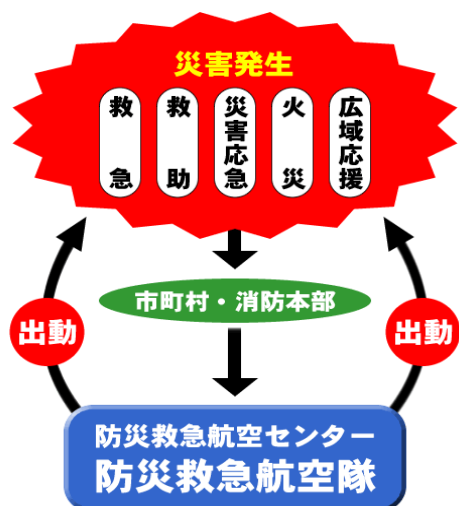 災害発生
救急
救助
災害応急
火災
広域応援
市町村・消防本部
出動
出動
防災救急航空センター
防災救急航空隊